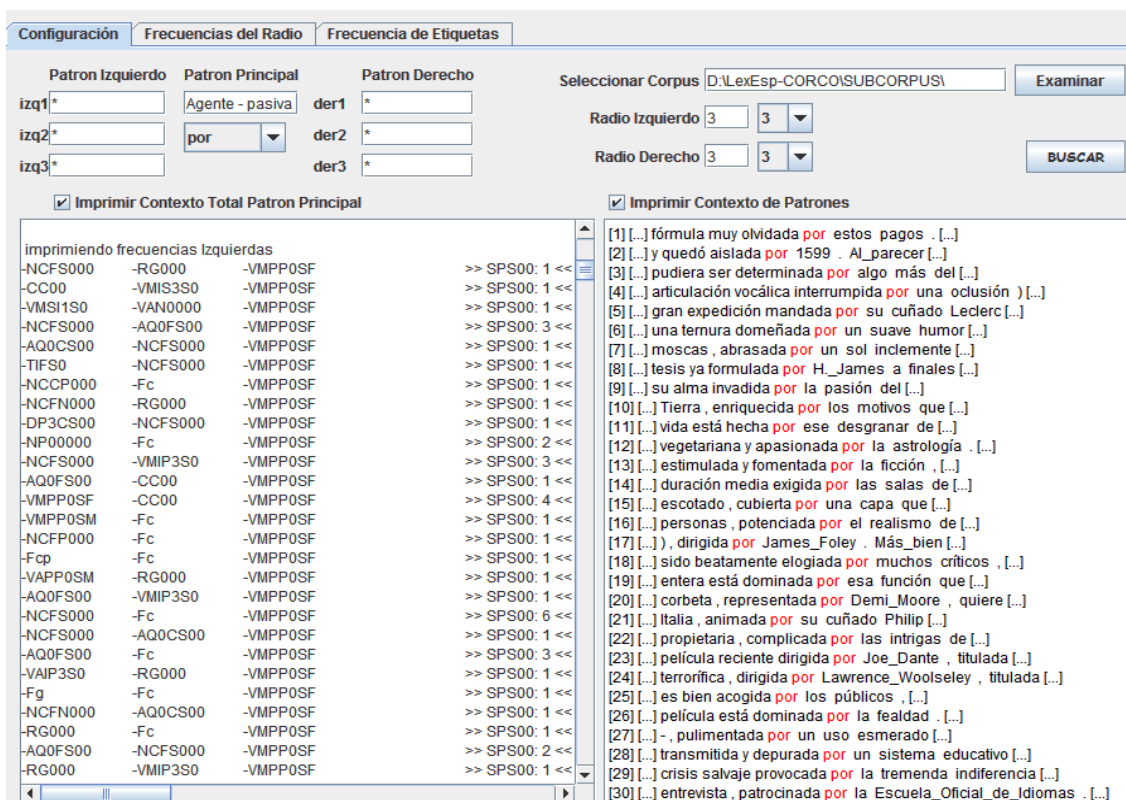 Configuración Frecuencias del Radio Frecuencia de Etiquetas
Patron Izquierdo Patron Principal Patron Derecho
Seleccionar Corpus D:\LexEsp-CORCO\SUBCORPUS\ Examinar
izq1 * Agente - pasiva der1 *
Radio Izquierdo 3 3
izq2 * por der2 *
Radio Derecho 3 3 BUSCAR
izq3 * der3 *
Imprimir Contexto Total Patron Principal
imprimiendo frecuencias Izquierdas
-NCFS000 -RG000 -VMPP0SF >> SPS00: 1 <<
-CC00 -VMIS3S0 -VMPP0SF >> SPS00: 1 <<
-VMSI1S0 -VAN0000 -VMPP0SF >> SPS00: 1 <<
-NCFS000 -AQ0FS00 -VMPP0SF >> SPS00: 3 <<
-AQ0CS00 -NCFS000 -VMPP0SF >> SPS00: 1 <<
-TIFS0 -NCFS000 -VMPP0SF >> SPS00: 1 <<
-NCCP000 -Fc -VMPP0SF >> SPS00: 1 <<
-NCFN000 -RG000 -VMPP0SF >> SPS00: 1 <<
-DP3CS00 -NCFS000 -VMPP0SF >> SPS00: 1 <<
-NP00000 -Fc -VMPP0SF >> SPS00: 2 <<
-NCFS000 -VMIP3S0 -VMPP0SF >> SPS00: 3 <<
-AQ0FS00 -CC00 -VMPP0SF >> SPS00: 1 <<
-VMPP0SF -CC00 -VMPP0SF >> SPS00: 4 <<
-VMPP0SM -Fc -VMPP0SF >> SPS00: 1 <<
-NCFP000 -Fc -VMPP0SF >> SPS00: 1 <<
-Fcp -Fc -VMPP0SF >> SPS00: 1 <<
-VAPP0SM -RG000 -VMPP0SF >> SPS00: 1 <<
-AQ0FS00 -VMIP3S0 -VMPP0SF >> SPS00: 1 <<
-NCFS000 -Fc -VMPP0SF >> SPS00: 6 <<
-NCFS000 -AQ0CS00 -VMPP0SF >> SPS00: 1 <<
-AQ0FS00 -Fc -VMPP0SF >> SPS00: 3 <<
-VAIP3S0 -RG000 -VMPP0SF >> SPS00: 1 <<
-Fg -Fc -VMPP0SF >> SPS00: 1 <<
-NCFN000 -AQ0CS00 -VMPP0SF >> SPS00: 1 <<
-RG000 -Fc -VMPP0SF >> SPS00: 1 <<
-AQ0FS00 -NCFS000 -VMPP0SF >> SPS00: 2 <<
-RG000 -VMIP3S0 -VMPP0SF >> SPS00: 1 <<
Imprimir Contexto de Patrones
[1] [...] fórmula muy olvidada por estos pagos . [...]
[2] [...] y quedó aislada por 1599 . Al_parecer [...]
[3] [...] pudiera ser determinada por algo más del [...]
[4] [...] articulación vocálica interrumpida por una oclusión ) [...]
[5] [...] gran expedición mandada por su cuñado Leclerc [...]
[6] [...] una ternura domeñada por un suave humor [...]
[7] [...] moscas , abrasada por un sol inclemente [...]
[8] [...] tesis ya formulada por H._James a finales [...]
[9] [...] su alma invadida por la pasión del [...]
[10] [...] Tierra , enriquecida por los motivos que [...]
[11] [...] vida está hecha por ese desgranar de [...]
[12] [...] vegetariana y apasionada por la astrología . [...]
[13] [...] estimulada y fomentada por la ficción , [...]
[14] [...] duración media exigida por las salas de [...]
[15] [...] escotado , cubierta por una capa que [...]
[16] [...] personas , potenciada por el realismo de [...]
[17] [...] ) , dirigida por James_Foley . Más_bien [...]
[18] [...] sido beatamente elogiada por muchos críticos , [...]
[19] [...] entera está dominada por esa función que [...]
[20] [...] corbeta , representada por Demi_Moore , quiere [...]
[21] [...] Italia , animada por su cuñado Philip [...]
[22] [...] propietaria , complicada por las intrigas de [...]
[23] [...] película reciente dirigida por Joe_Dante , titulada [...]
[24] [...] terrorífica , dirigida por Lawrence_Woolseley , titulada [...]
[25] [...] es bien acogida por los públicos , [...]
[26] [...] película está dominada por la fealdad . [...]
[27] [...] - , pulimentada por un uso esmerado [...]
[28] [...] transmitida y depurada por un sistema educativo [...]
[29] [...] crisis salvaje provocada por la tremenda indiferencia [...]
[30] [...] entrevista , patrocinada por la Escuela_Oficial_de_Idiomas . [...]